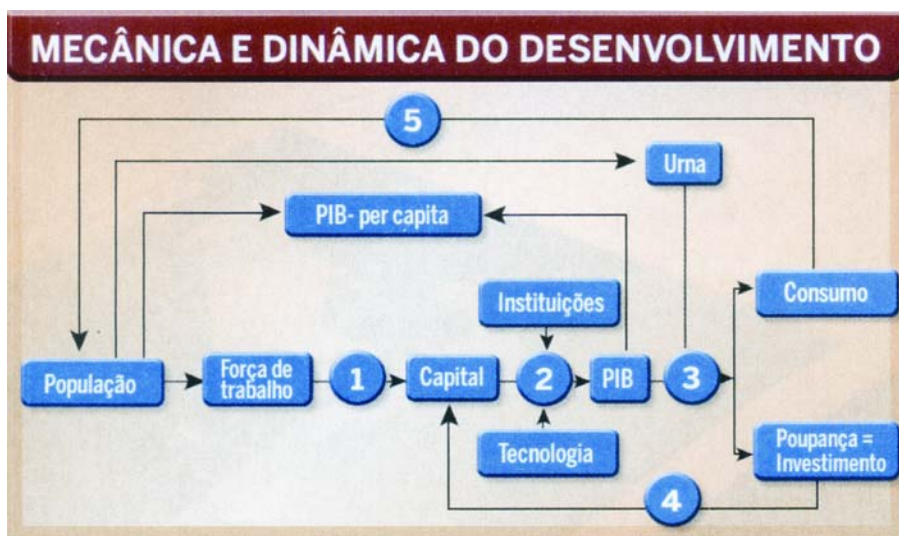 MECÂNICA E DINÂMICA DO DESENVOLVIMENTO
5
Urna
PIB- per capita
Instituições
Consumo
População
Força de
trabalho
1
Capital
2
PIB
3
Tecnologia
Poupança =
Investimento
4